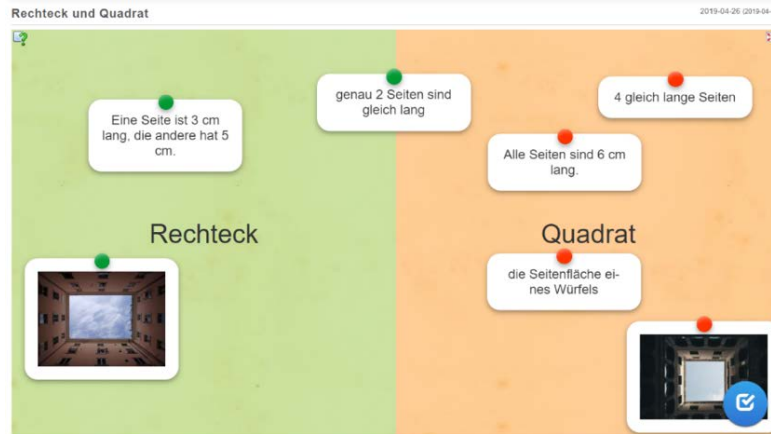 Rechteck und Quadrat
2019-04-26 (2019-04-
genau 2 Seiten sind
gleich lang
4 gleich lange Seiten
Eine Seite ist 3 cm
lang, die andere hat 5
cm.
Alle Seiten sind 6 cm
lang.
Rechteck
Quadrat
die Seitenfläche ei-
nes Würfels